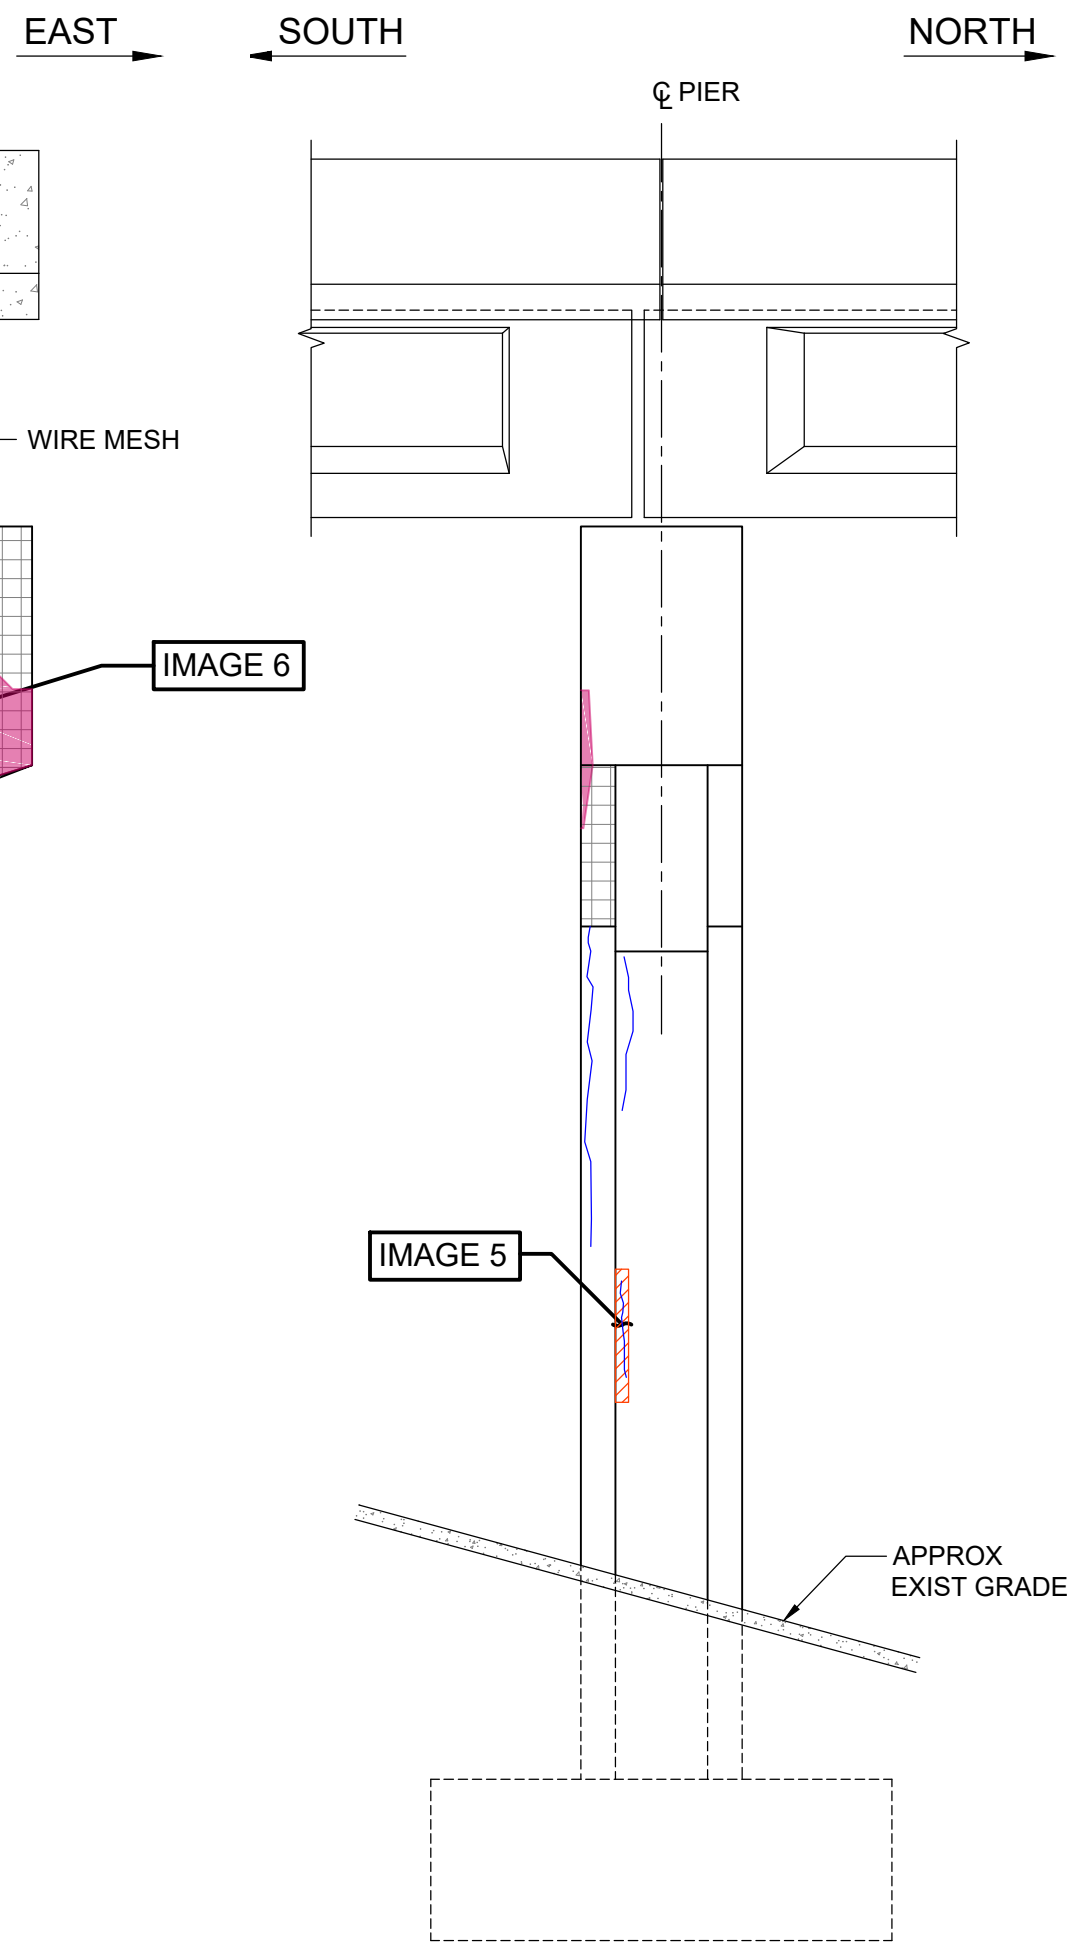 EAST
SOUTH
NORTH
℄ PIER
WIRE MESH
IMAGE 6
IMAGE 5
APPROX
EXIST GRADE